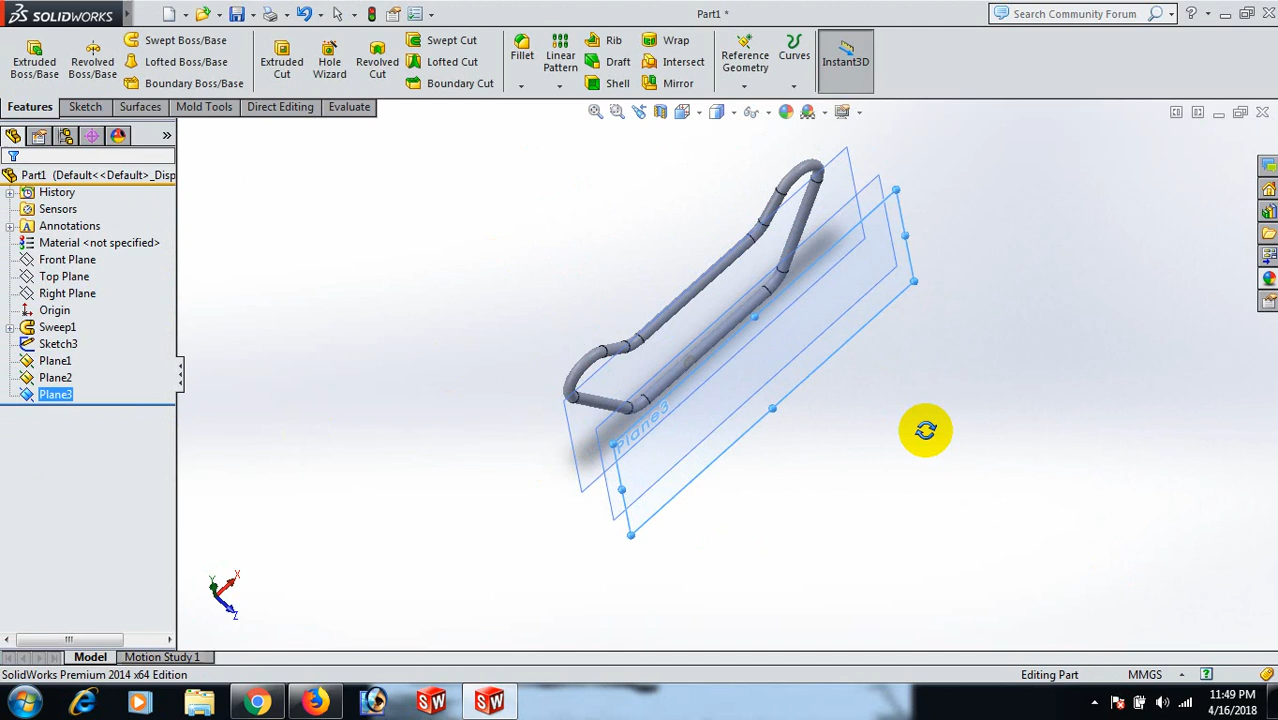 SOLIDWORKS
Part1 *
Search Community Forum
Extruded Boss/Base
Revolved Boss/Base
Swept Boss/Base
Lofted Boss/Base
Boundary Boss/Base
Extruded Cut
Hole Wizard
Revolved Cut
Swept Cut
Lofted Cut
Boundary Cut
Fillet
Linear Pattern
Rib
Draft
Shell
Wrap
Intersect
Mirror
Reference Geometry
Curves
Instant3D
Features
Sketch
Surfaces
Mold Tools
Direct Editing
Evaluate
Part1 (Default<<Default>_Disp
History
Sensors
Annotations
Material <not specified>
Front Plane
Top Plane
Right Plane
Origin
Sweep1
Sketch3
Plane1
Plane2
Plane3
Plane3
Y
X
Z
Model
Motion Study 1
SolidWorks Premium 2014 x64 Edition
Editing Part
MMGS
SW
SW
11:49 PM
4/16/2018